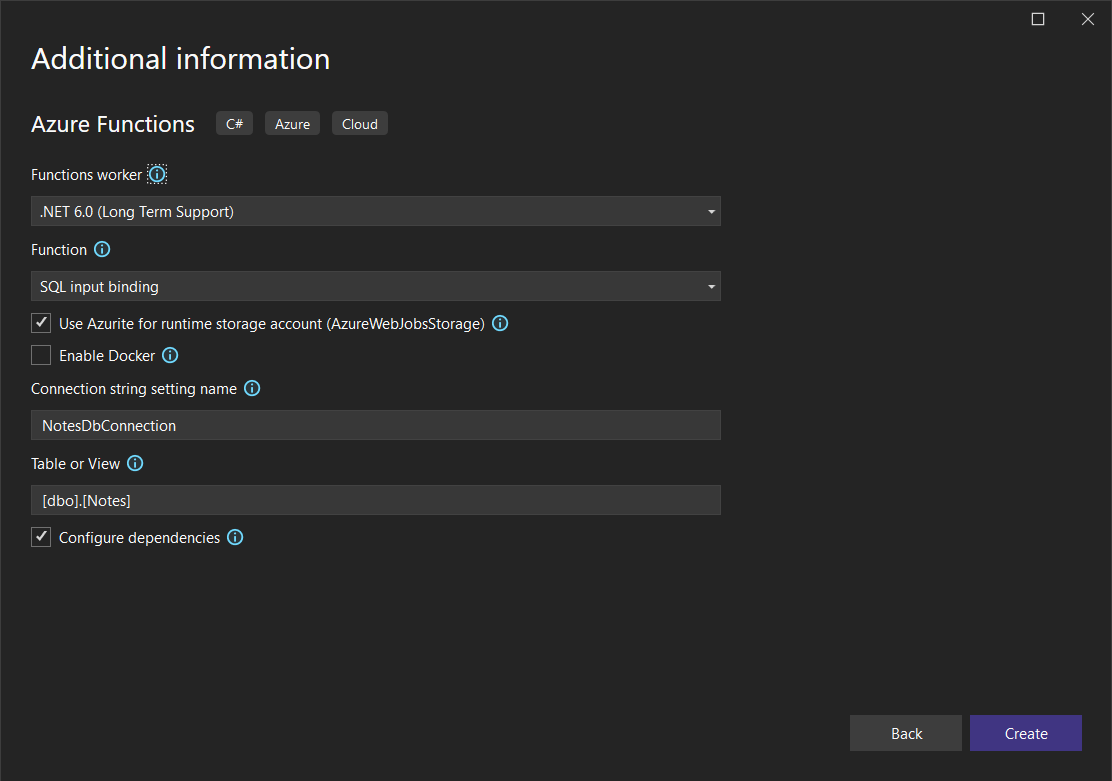 Additional information
Azure Functions C# Azure Cloud
Functions worker
.NET 6.0 (Long Term Support)
Function
SQL input binding
Use Azurite for runtime storage account (AzureWebJobsStorage)
Enable Docker
Connection string setting name
NotesDbConnection
Table or View
[dbo].[Notes]
Configure dependencies
Back Create